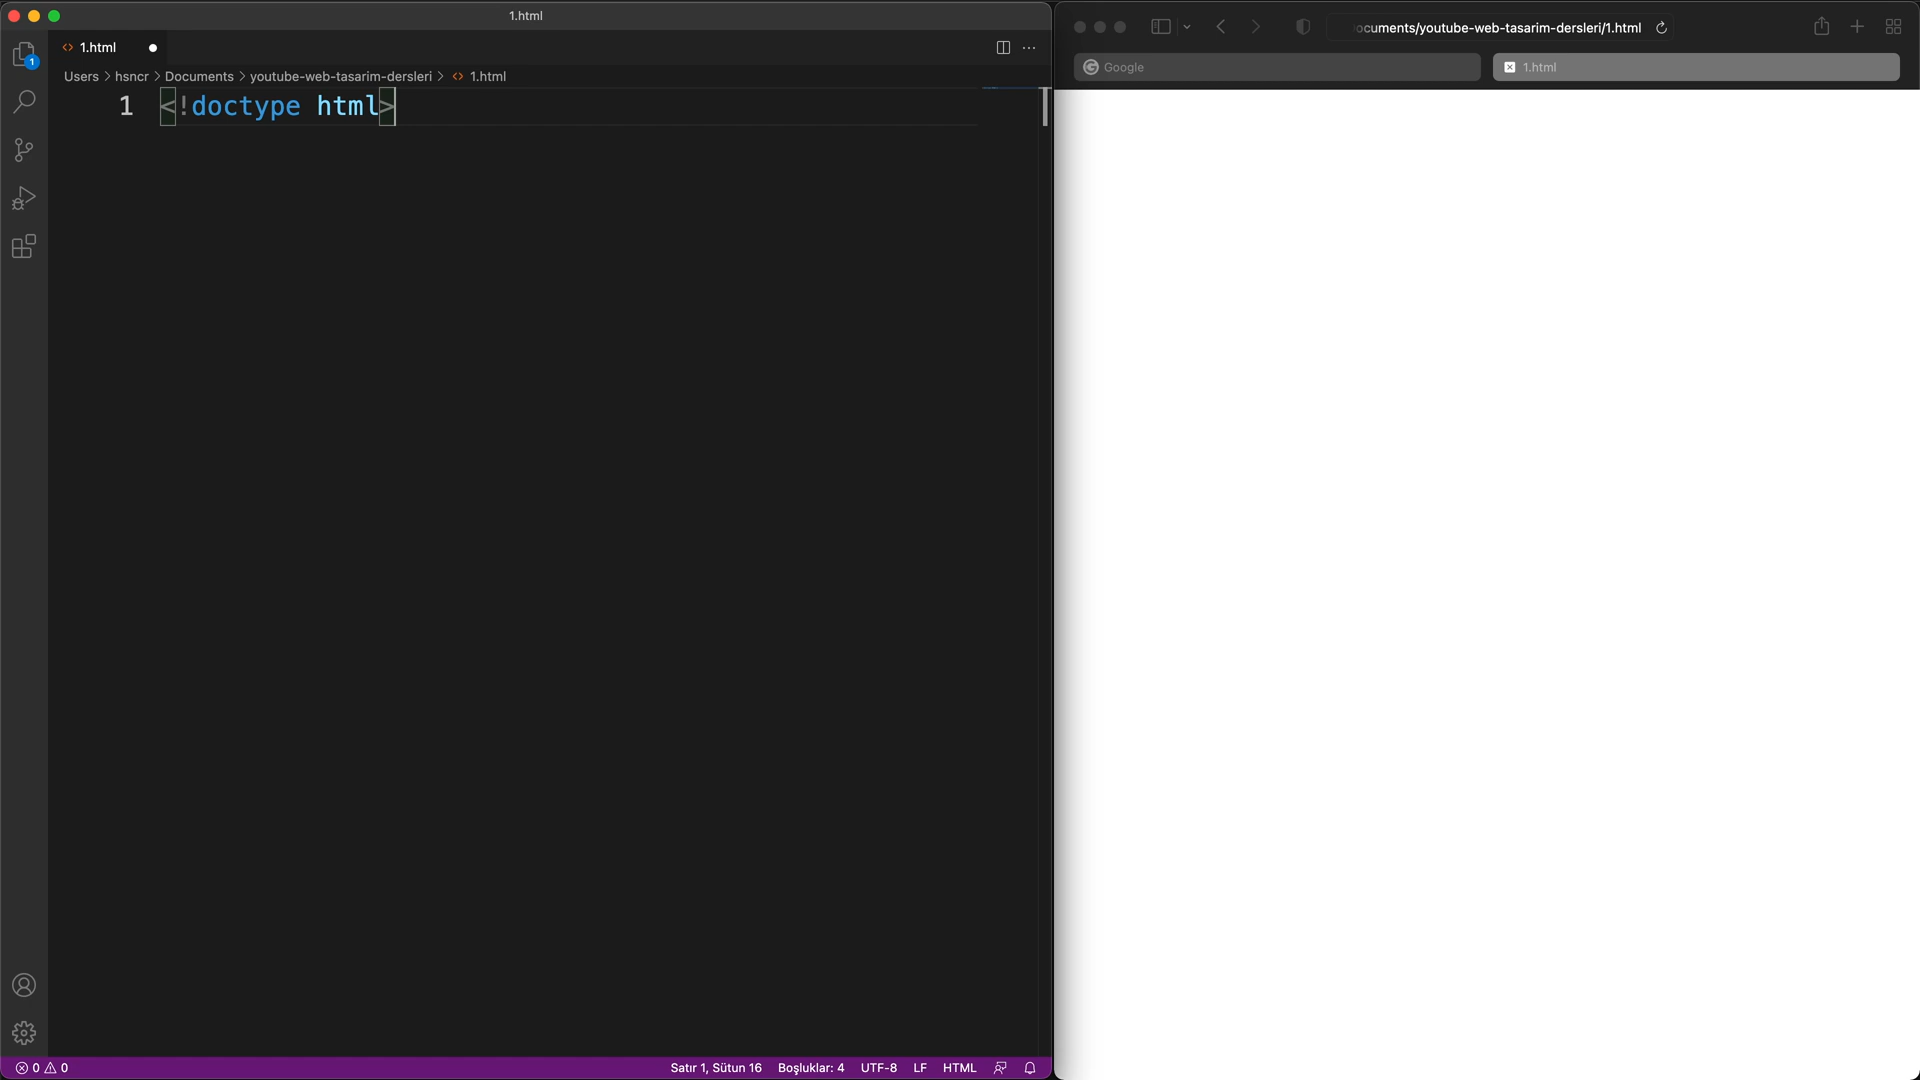 1.html
1.html
1
Users > hsncr > Documents > youtube-web-tasarim-dersleri > <> 1.html
1 <!doctype html>
0 0
Satır 1, Sütun 16 Boşluklar: 4 UTF-8 LF HTML
ocuments/youtube-web-tasarim-dersleri/1.html
Google
1.html